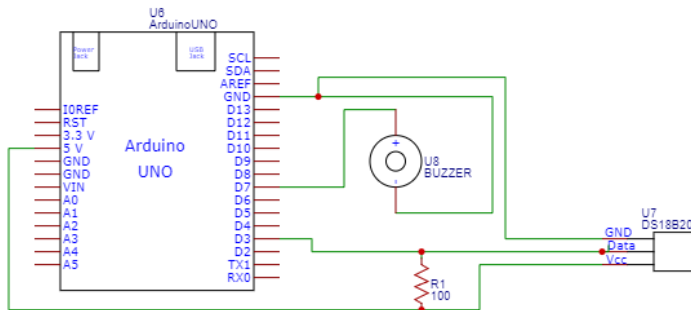 U6
ArduinoUNO
Power
Jack
USB
Jack
SCL
SDA
AREF
GND
D13
D12
D11
D10
D9
D8
D7
D6
D5
D4
D3
D2
TX1
RX0
I0REF
RST
3.3 V
5 V
GND
GND
VIN
A0
A1
A2
A3
A4
A5
Arduino
UNO
+
-
U8
BUZZER
R1
100
U7
DS18B20
GND
Data
Vcc